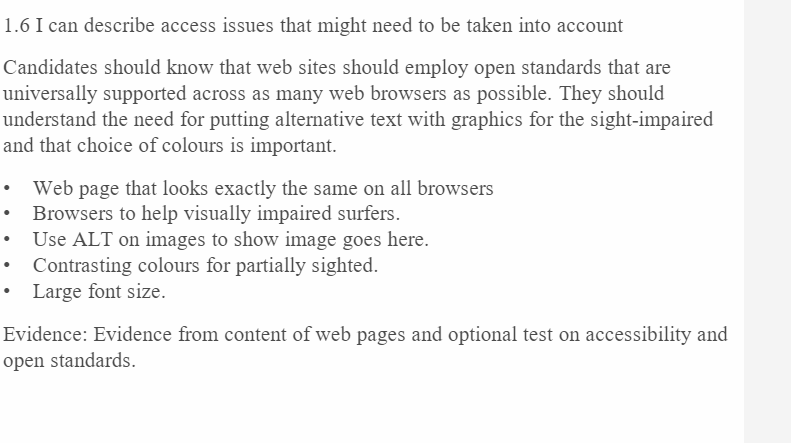 1.6 I can describe access issues that might need to be taken into account
Candidates should know that web sites should employ open standards that are
universally supported across as many web browsers as possible. They should
understand the need for putting alternative text with graphics for the sight-impaired
and that choice of colours is important.
• Web page that looks exactly the same on all browsers
• Browsers to help visually impaired surfers.
• Use ALT on images to show image goes here.
• Contrasting colours for partially sighted.
• Large font size.
Evidence: Evidence from content of web pages and optional test on accessibility and
open standards.